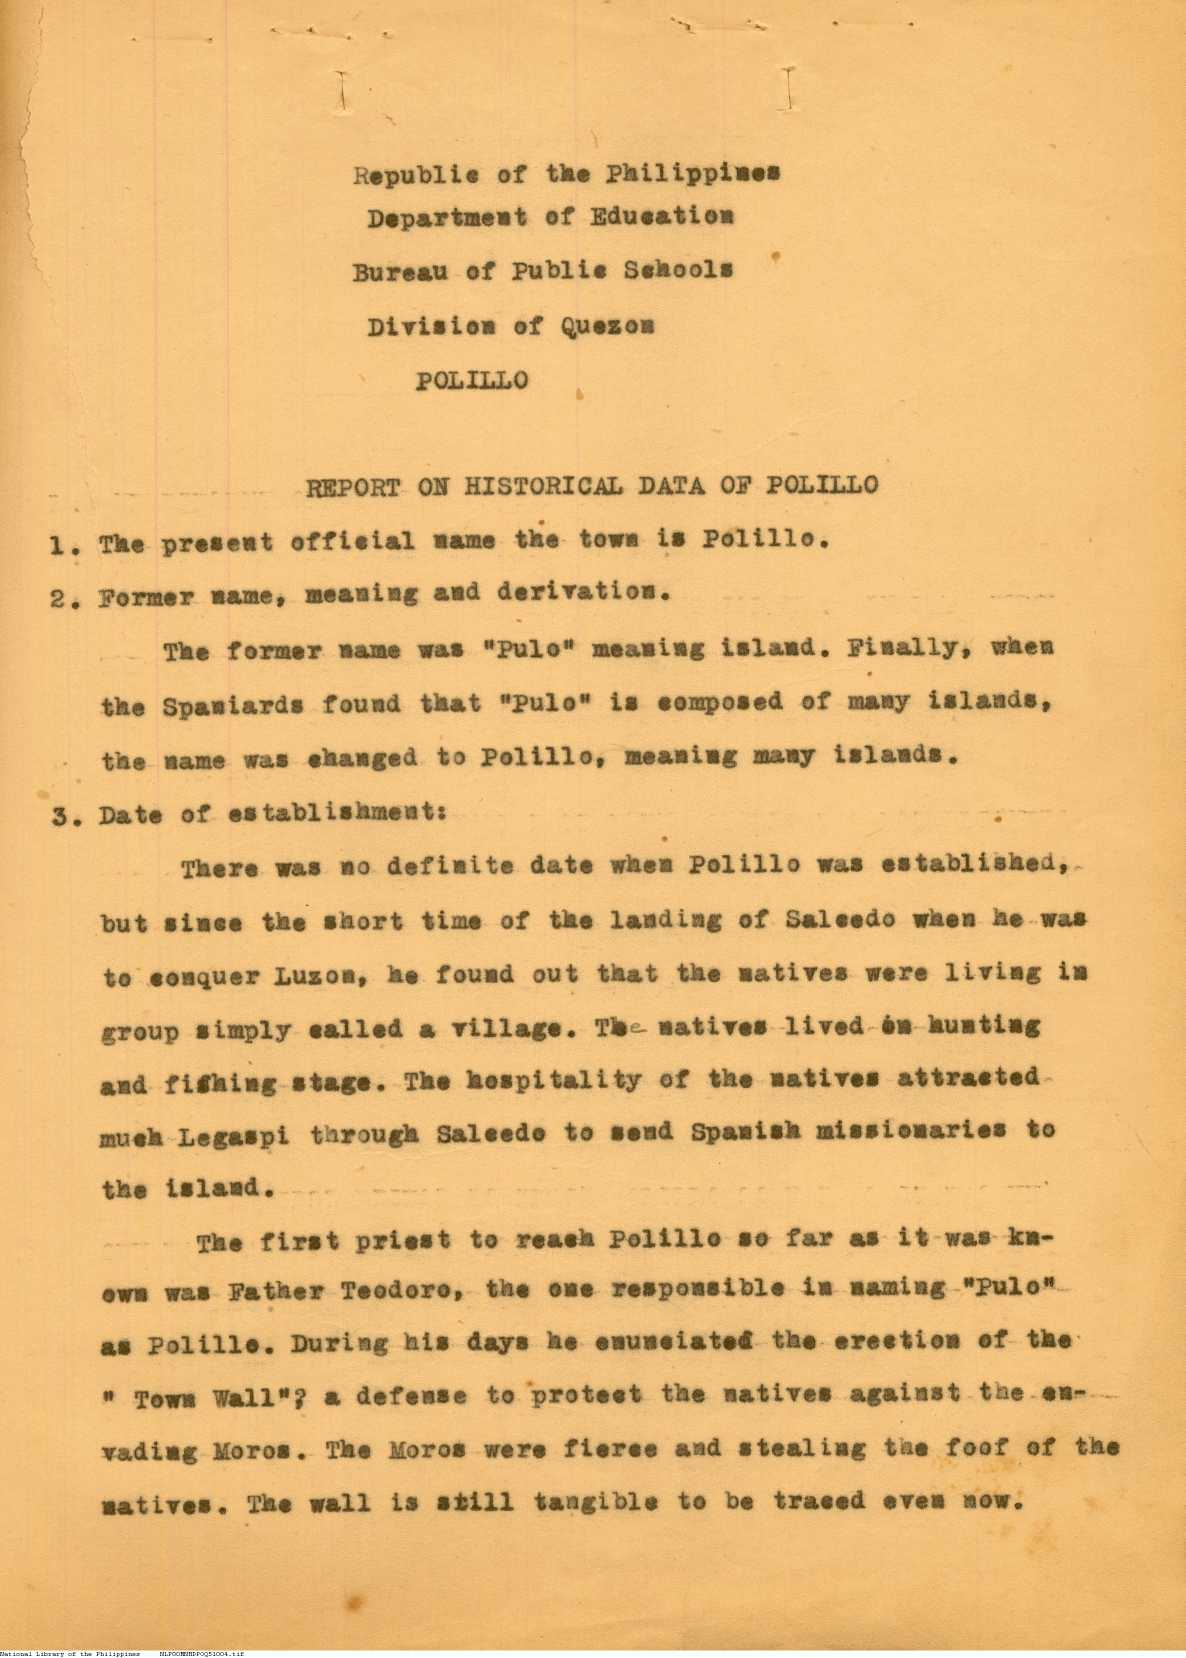 Republic of the Philippines
Department of Education
Bureau of Public Schools
Division of Quezon
POLILLO
REPORT ON HISTORICAL DATA OF POLILLO
1. The present official name the town is Polillo.
2. Former name, meaning and derivation.
The former name was "Pulo" meaning island. Finally, when
the Spaniards found that "Pulo" is composed of many islands,
the name was changed to Polillo, meaning many islands.
3. Date of establishment:
There was no definite date when Polillo was established,
but since the short time of the landing of Salcedo when he was
to conquer Luzon, he found out that the natives were living in
group simply called a village. The natives lived on hunting
and fishing stage. The hospitality of the natives attracted
much Legaspi through Salcedo to send Spanish missionaries to
the island.
The first priest to reach Polillo so far as it was kn-
own was Father Teodoro, the one responsible in naming "Pulo"
as Polillo. During his days he enunciated the erection of the
" Town Wall"? a defense to protect the natives against the en-
vading Moros. The Moros were fierce and stealing the foof of the
natives. The wall is still tangible to be traced even now.
National Library of the Philippines NLPOOMNHDPOQ51004.tif